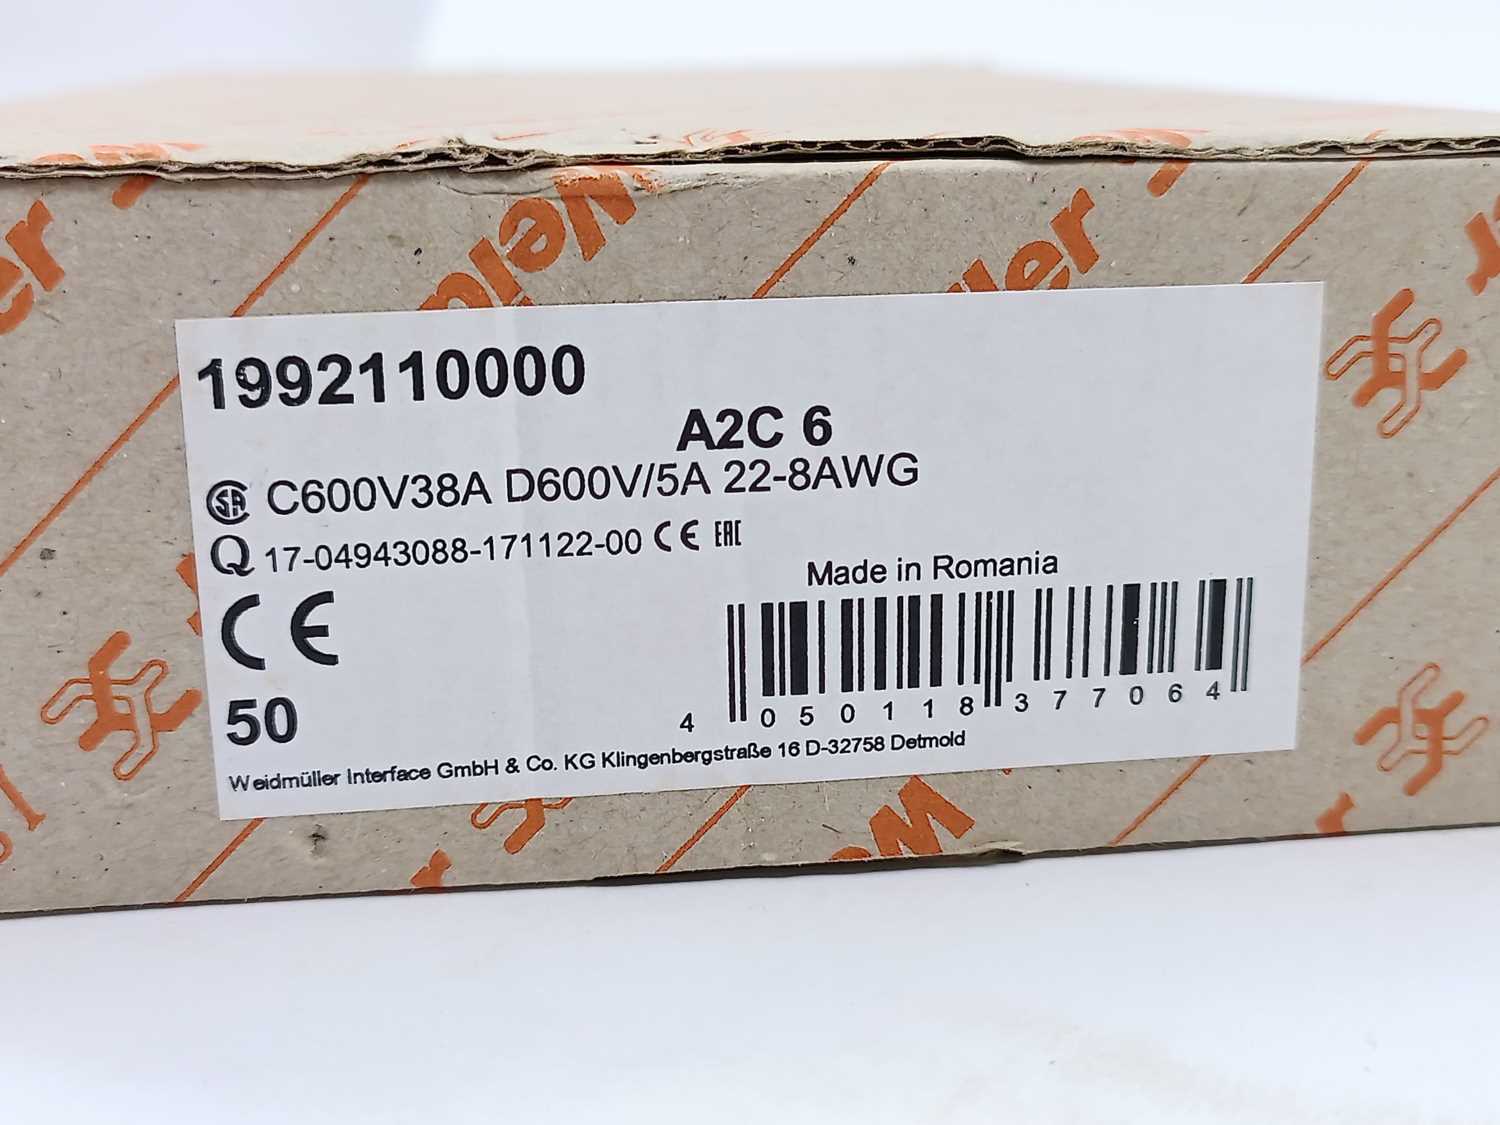 Weidmüller
1992110000
A2C 6
C600V38A D600V/5A 22-8AWG
Q 17-04943088-171122-00 CE EAC
Made in Romania
CE
4 050118 377064
50
Weidmüller Interface GmbH & Co. KG Klingenbergstraße 16 D-32758 Detmold